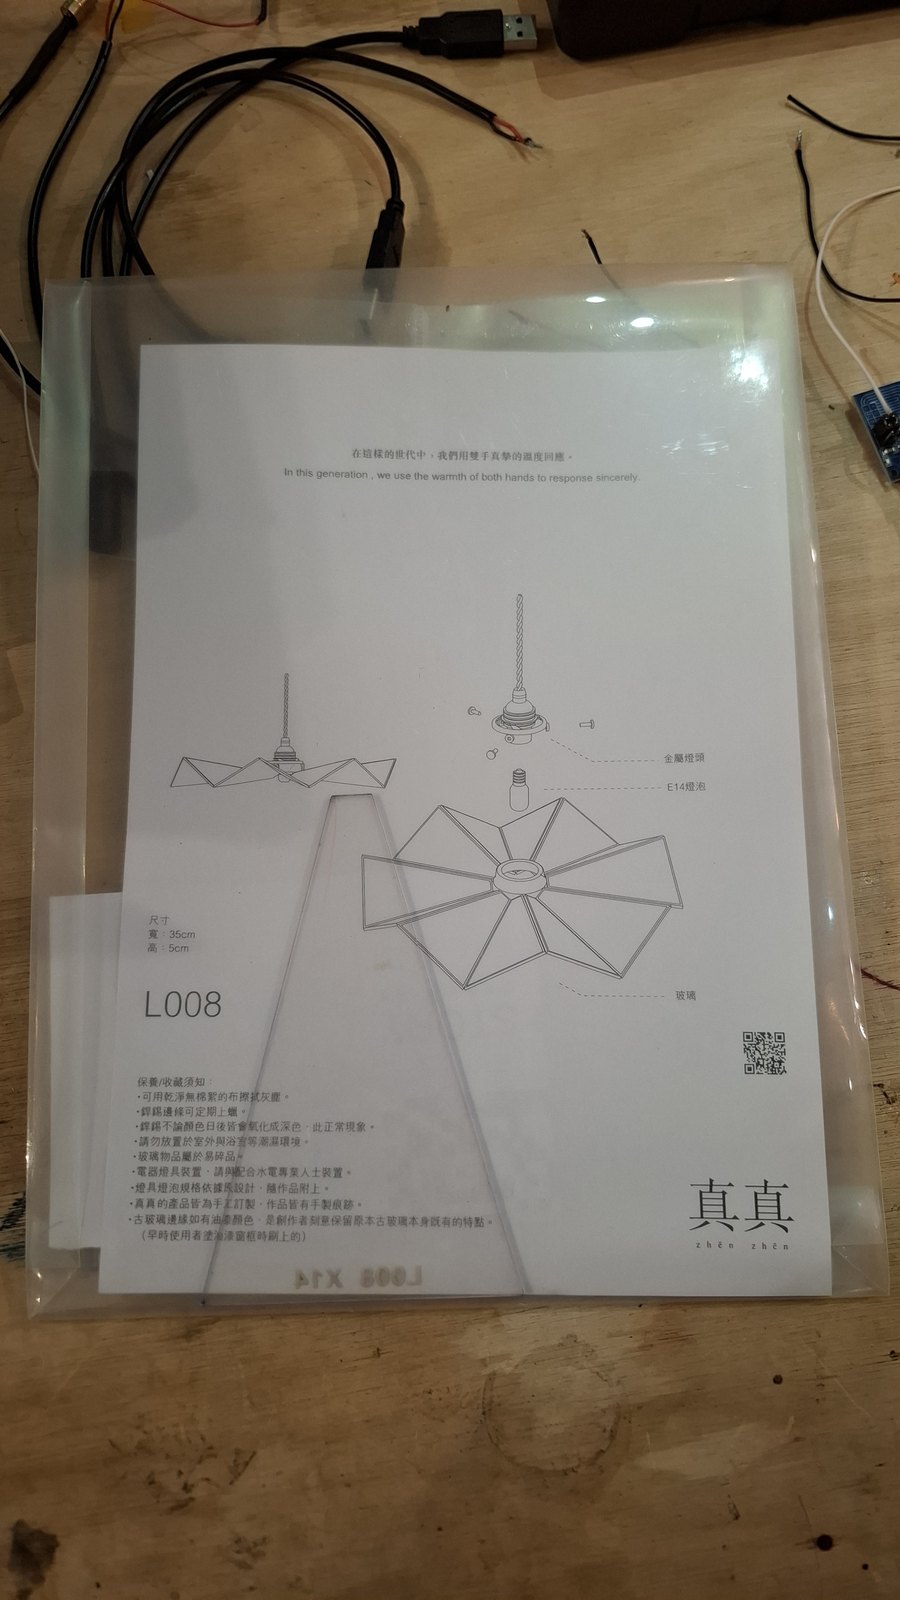 在這樣的世代中，我們用雙手真摯的溫度回應。
In this generation , we use the warmth of both hands to response sincerely.
金屬燈頭
E14燈泡
玻璃
尺寸
寬：35cm
高：5cm
L008
保養/收藏須知：
•可用乾淨無棉絮的布擦拭灰塵。
•銲錫邊條可定期上蠟。
•銲錫不論顏色日後皆會氧化成深色，此正常現象。
•請勿放置於室外與浴室等潮濕環境。
•玻璃物品屬於易碎品。
•電器燈具裝置，請與配合水電專業人士裝置。
•燈具燈泡規格依據原設計，隨作品附上。
•真真的產品皆為手工訂製，作品皆有手製痕跡。
•古玻璃邊緣如有油漆顏色，是創作者刻意保留原本古玻璃本身既有的特點。
（早時使用者塗油漆窗框時刷上的）
真真
zhēn zhēn
L008 X14